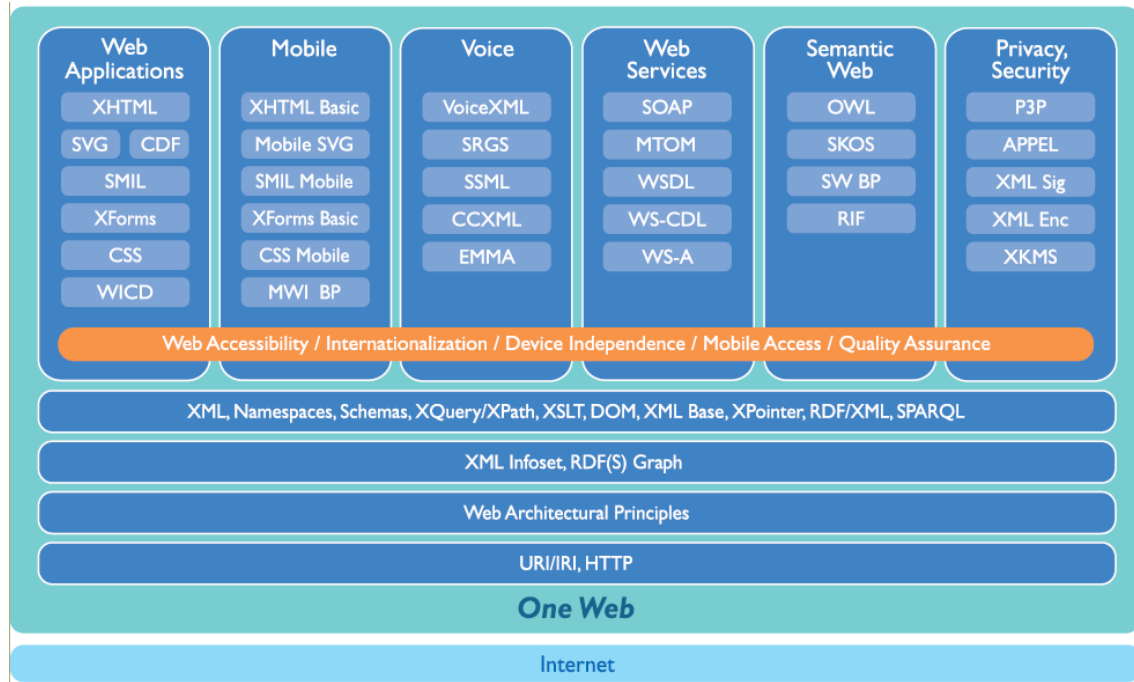 Web
Applications
XHTML
SVG CDF
SMIL
XForms
CSS
WICD
Mobile
XHTML Basic
Mobile SVG
SMIL Mobile
XForms Basic
CSS Mobile
MWI BP
Voice
VoiceXML
SRGS
SSML
CCXML
EMMA
Web
Services
SOAP
MTOM
WSDL
WS-CDL
WS-A
Semantic
Web
OWL
SKOS
SW BP
RIF
Privacy,
Security
P3P
APPEL
XML Sig
XML Enc
XKMS
Web Accessibility / Internationalization / Device Independence / Mobile Access / Quality Assurance
XML, Namespaces, Schemas, XQuery/XPath, XSLT, DOM, XML Base, XPointer, RDF/XML, SPARQL
XML Infoset, RDF(S) Graph
Web Architectural Principles
URI/IRI, HTTP
One Web
Internet